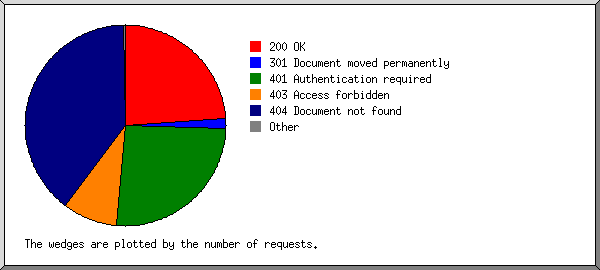 200 OK
301 Document moved permanently
401 Authentication required
403 Access forbidden
404 Document not found
Other
The wedges are plotted by the number of requests.